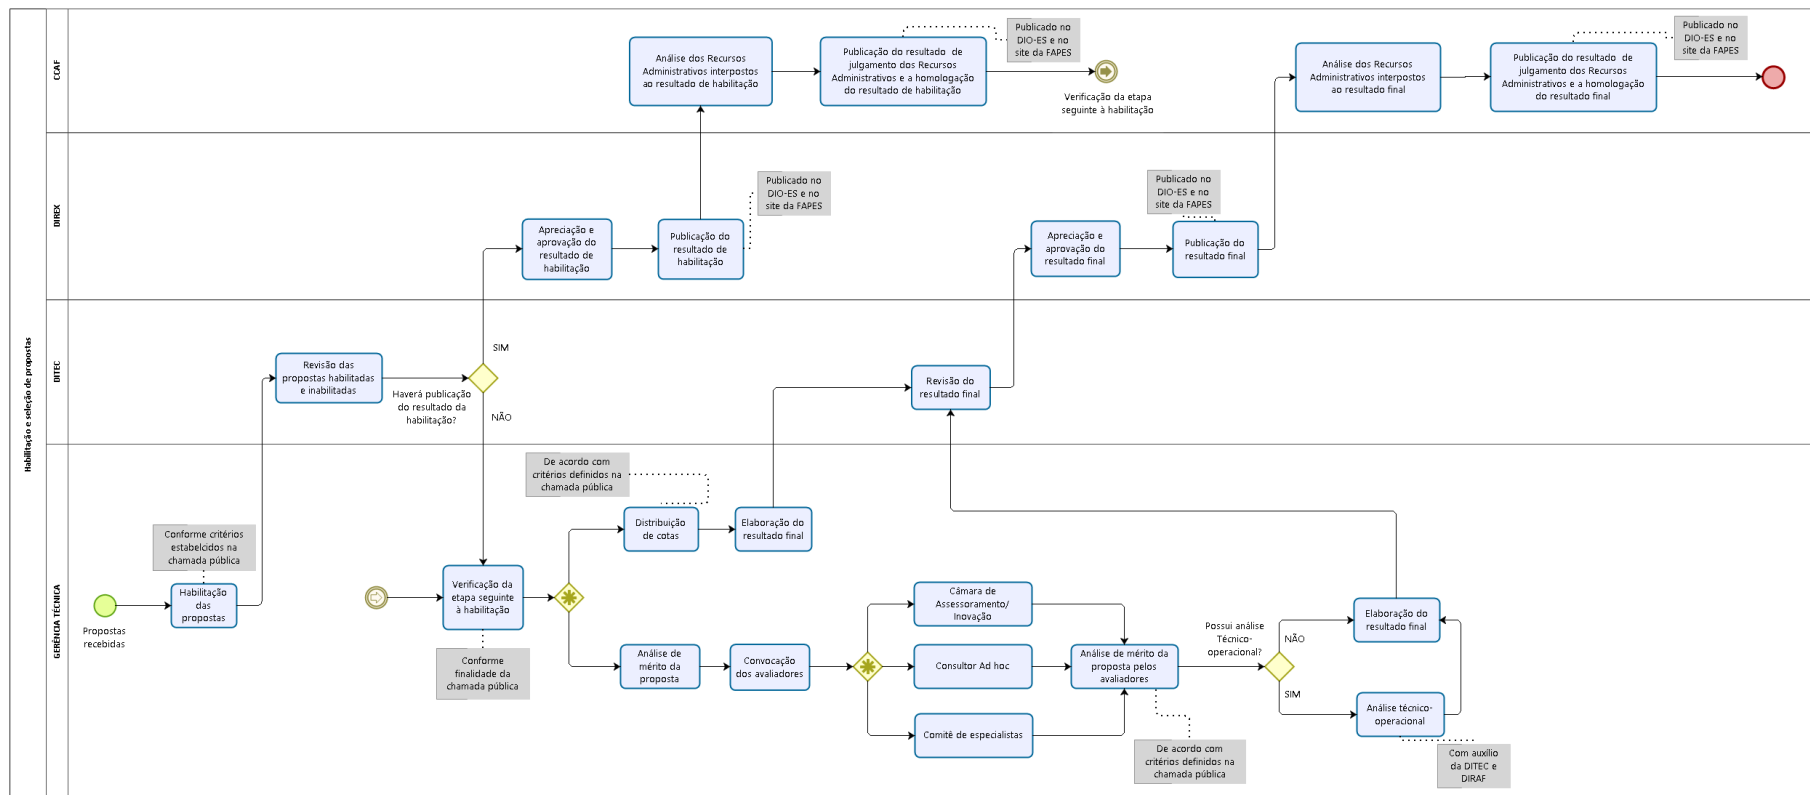 Habilitação e seleção de propostas
CCAF
Análise dos Recursos
Administrativos interpostos
ao resultado de habilitação
Publicação do resultado de
julgamento dos Recursos
Administrativos e a homologação
do resultado de habilitação
Publicado no
DIO-ES e no
site da FAPES
Verificação da etapa
seguinte à habilitação
Análise dos Recursos
Administrativos interpostos
ao resultado final
Publicação do resultado de
julgamento dos Recursos
Administrativos e a homologação
do resultado final
Publicado no
DIO-ES e no
site da FAPES
DIREX
Apreciação e
aprovação do
resultado de
habilitação
Publicação do
resultado de
habilitação
Publicado no
DIO-ES e no
site da FAPES
Apreciação e
aprovação do
resultado final
Publicado no
DIO-ES e no
site da FAPES
Publicação do
resultado final
DITEC
Revisão das
propostas habilitadas
e inabilitadas
Haverá publicação
do resultado da
habilitação?
SIM
NÃO
Revisão do
resultado final
GERÊNCIA TÉCNICA
Propostas
recebidas
Conforme critérios
estabelcidos na
chamada pública
Habilitação
das
propostas
Verificação da
etapa seguinte
à habilitação
Conforme
finalidade da
chamada pública
De acordo com
critérios definidos na
chamada pública
Distribuição
de cotas
Elaboração do
resultado final
Análise de
mérito da
proposta
Convocação
dos avaliadores
Câmara de
Assessoramento/
Inovação
Consultor Ad hoc
Comitê de especialistas
Análise de mérito da
proposta pelos
avaliadores
De acordo com
critérios definidos na
chamada pública
Possui análise
Técnico-
operacional?
NÃO
SIM
Elaboração do
resultado final
Análise técnico-
operacional
Com auxílio
da DITEC e
DIRAF